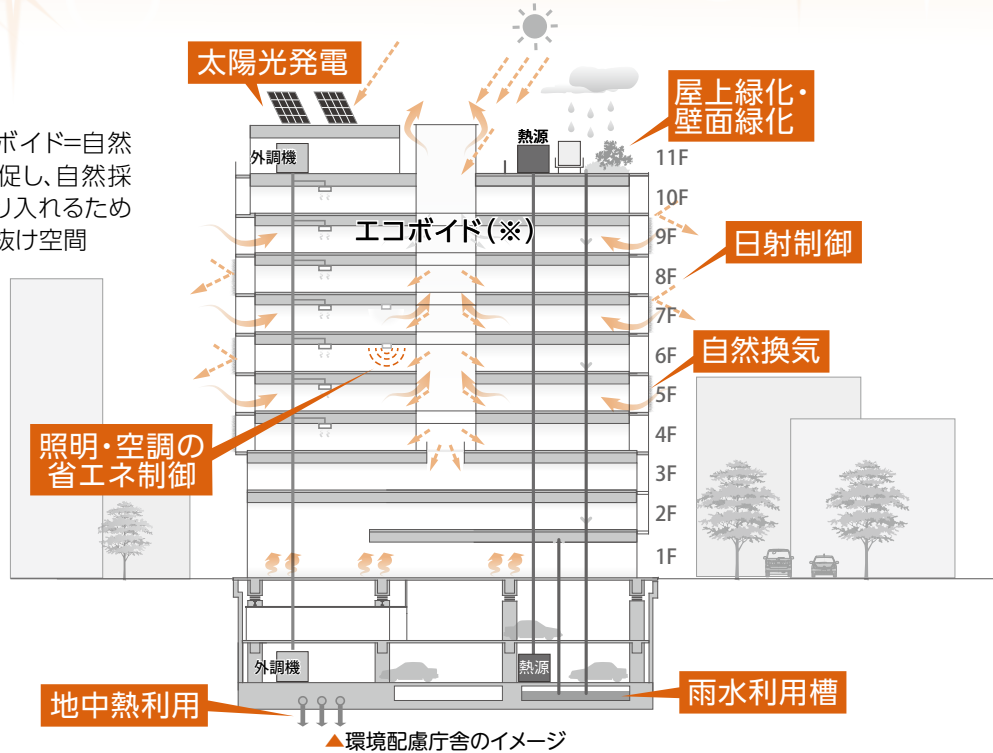 太陽光発電
屋上緑化・
壁面緑化
ボイド=自然
促し、自然採
り入れるため
抜け空間
外調機
熱源
11F
10F
エコボイド(※)
9F
日射制御
8F
7F
6F
自然換気
5F
照明・空調の
省エネ制御
4F
3F
2F
1F
外調機
熱源
地中熱利用
雨水利用槽
▲環境配慮庁舎のイメージ